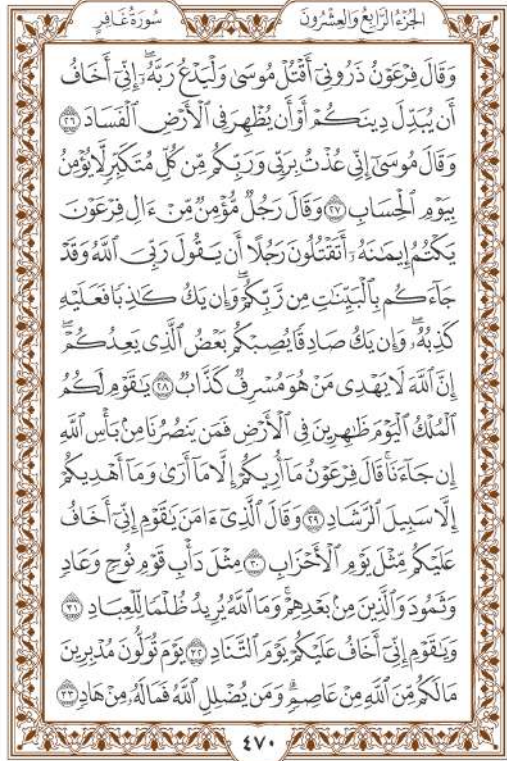 الجُزْءُ الرَّابِعُ وَالعِشْرُونَ
سُورَةُ غَافِرٍ
وَقَالَ فِرْعَوْنُ ذَرُونِيٓ أَقْتُلْ مُوسَىٰ وَلْيَدْعُ رَبَّهُۥٓۖ إِنِّيٓ أَخَافُ
أَن يُبَدِّلَ دِينَكُمْ أَوْ أَن يُظْهِرَ فِي ٱلْأَرْضِ ٱلْفَسَادَ ٢٦
وَقَالَ مُوسَىٰٓ إِنِّي عُذْتُ بِرَبِّي وَرَبِّكُم مِّن كُلِّ مُتَكَبِّرٍ لَّا يُؤْمِنُ
بِيَوْمِ ٱلْحِسَابِ ٢٧ وَقَالَ رَجُلٌ مُّؤْمِنٌ مِّنْ ءَالِ فِرْعَوْنَ
يَكْتُمُ إِيمَٰنَهُۥٓ أَتَقْتُلُونَ رَجُلًا أَن يَقُولَ رَبِّيَ ٱللَّهُ وَقَدْ
جَآءَكُم بِٱلْبَيِّنَٰتِ مِن رَّبِّكُمْۖ وَإِن يَكُ كَٰذِبًا فَعَلَيْهِ
كَذِبُهُۥۖ وَإِن يَكُ صَادِقًا يُصِبْكُم بَعْضُ ٱلَّذِي يَعِدُكُمْۖ
إِنَّ ٱللَّهَ لَا يَهْدِي مَنْ هُوَ مُسْرِفٌ كَذَّابٌ ٢٨ يَٰقَوْمِ لَكُمُ
ٱلْمُلْكُ ٱلْيَوْمَ ظَٰهِرِينَ فِي ٱلْأَرْضِ فَمَن يَنصُرُنَا مِنۢ بَأْسِ ٱللَّهِ
إِن جَآءَنَاۚ قَالَ فِرْعَوْنُ مَآ أُرِيكُمْ إِلَّا مَآ أَرَىٰ وَمَآ أَهْدِيكُمْ
إِلَّا سَبِيلَ ٱلرَّشَادِ ٢٩ وَقَالَ ٱلَّذِيٓ ءَامَنَ يَٰقَوْمِ إِنِّيٓ أَخَافُ
عَلَيْكُم مِّثْلَ يَوْمِ ٱلْأَحْزَابِ ٣٠ مِثْلَ دَأْبِ قَوْمِ نُوحٍ وَعَادٍ
وَثَمُودَ وَٱلَّذِينَ مِنۢ بَعْدِهِمْۚ وَمَا ٱللَّهُ يُرِيدُ ظُلْمًا لِّلْعِبَادِ ٣١
وَيَٰقَوْمِ إِنِّيٓ أَخَافُ عَلَيْكُمْ يَوْمَ ٱلتَّنَادِ ٣٢ يَوْمَ تُوَلُّونَ مُدْبِرِينَ
مَا لَكُم مِّنَ ٱللَّهِ مِنْ عَاصِمٍۗ وَمَن يُضْلِلِ ٱللَّهُ فَمَا لَهُۥ مِنْ هَادٍ ٣٣
٤٧٠